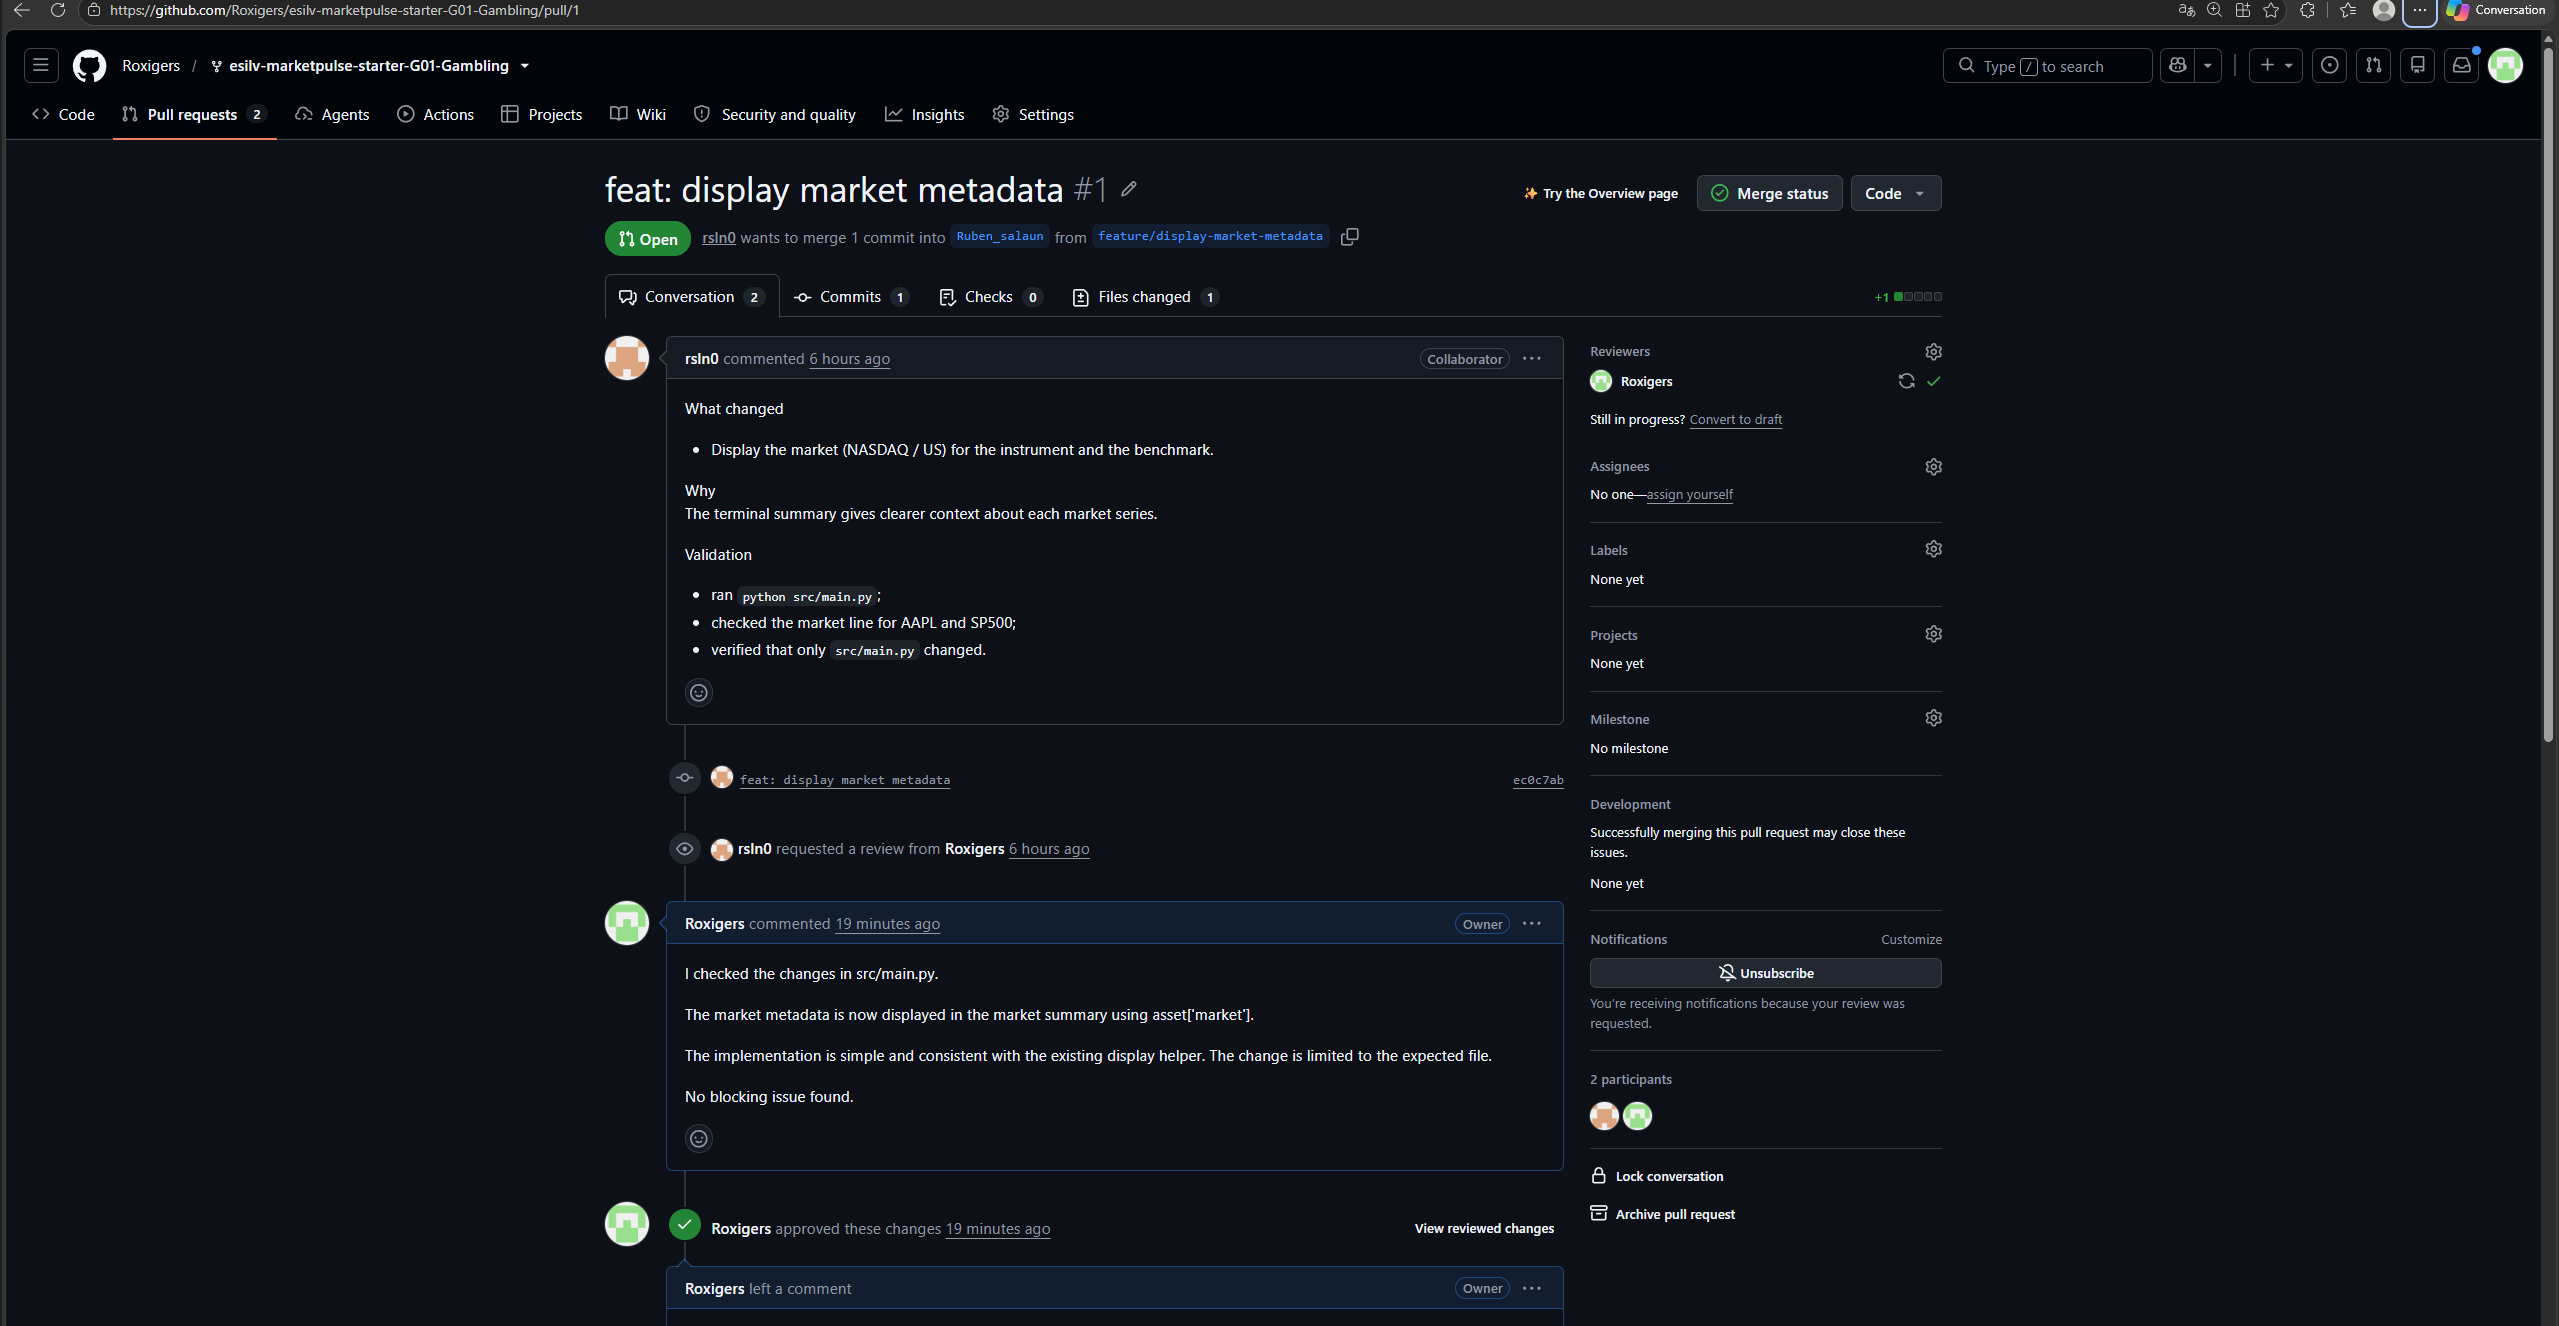 https://github.com/Roxigers/esilv-marketpulse-starter-G01-Gambling/pull/1
Conversation
Roxigers / esilv-marketpulse-starter-G01-Gambling
Type / to search
Code
Pull requests 2
Agents
Actions
Projects
Wiki
Security and quality
Insights
Settings
feat: display market metadata #1
Try the Overview page
Merge status
Code
Open
rsln0 wants to merge 1 commit into Ruben_salaun from feature/display-market-metadata
Conversation 2
Commits 1
Checks 0
Files changed 1
+1
rsln0 commented 6 hours ago
Collaborator
What changed
Display the market (NASDAQ / US) for the instrument and the benchmark.
Why
The terminal summary gives clearer context about each market series.
Validation
ran python src/main.py;
checked the market line for AAPL and SP500;
verified that only src/main.py changed.
feat: display market metadata
ec0c7ab
rsln0 requested a review from Roxigers 6 hours ago
Roxigers commented 19 minutes ago
Owner
I checked the changes in src/main.py.
The market metadata is now displayed in the market summary using asset['market'].
The implementation is simple and consistent with the existing display helper. The change is limited to the expected file.
No blocking issue found.
Roxigers approved these changes 19 minutes ago
View reviewed changes
Roxigers left a comment
Owner
Reviewers
Roxigers
Still in progress? Convert to draft
Assignees
No one—assign yourself
Labels
None yet
Projects
None yet
Milestone
No milestone
Development
Successfully merging this pull request may close these
issues.
None yet
Notifications
Customize
Unsubscribe
You're receiving notifications because your review was
requested.
2 participants
Lock conversation
Archive pull request